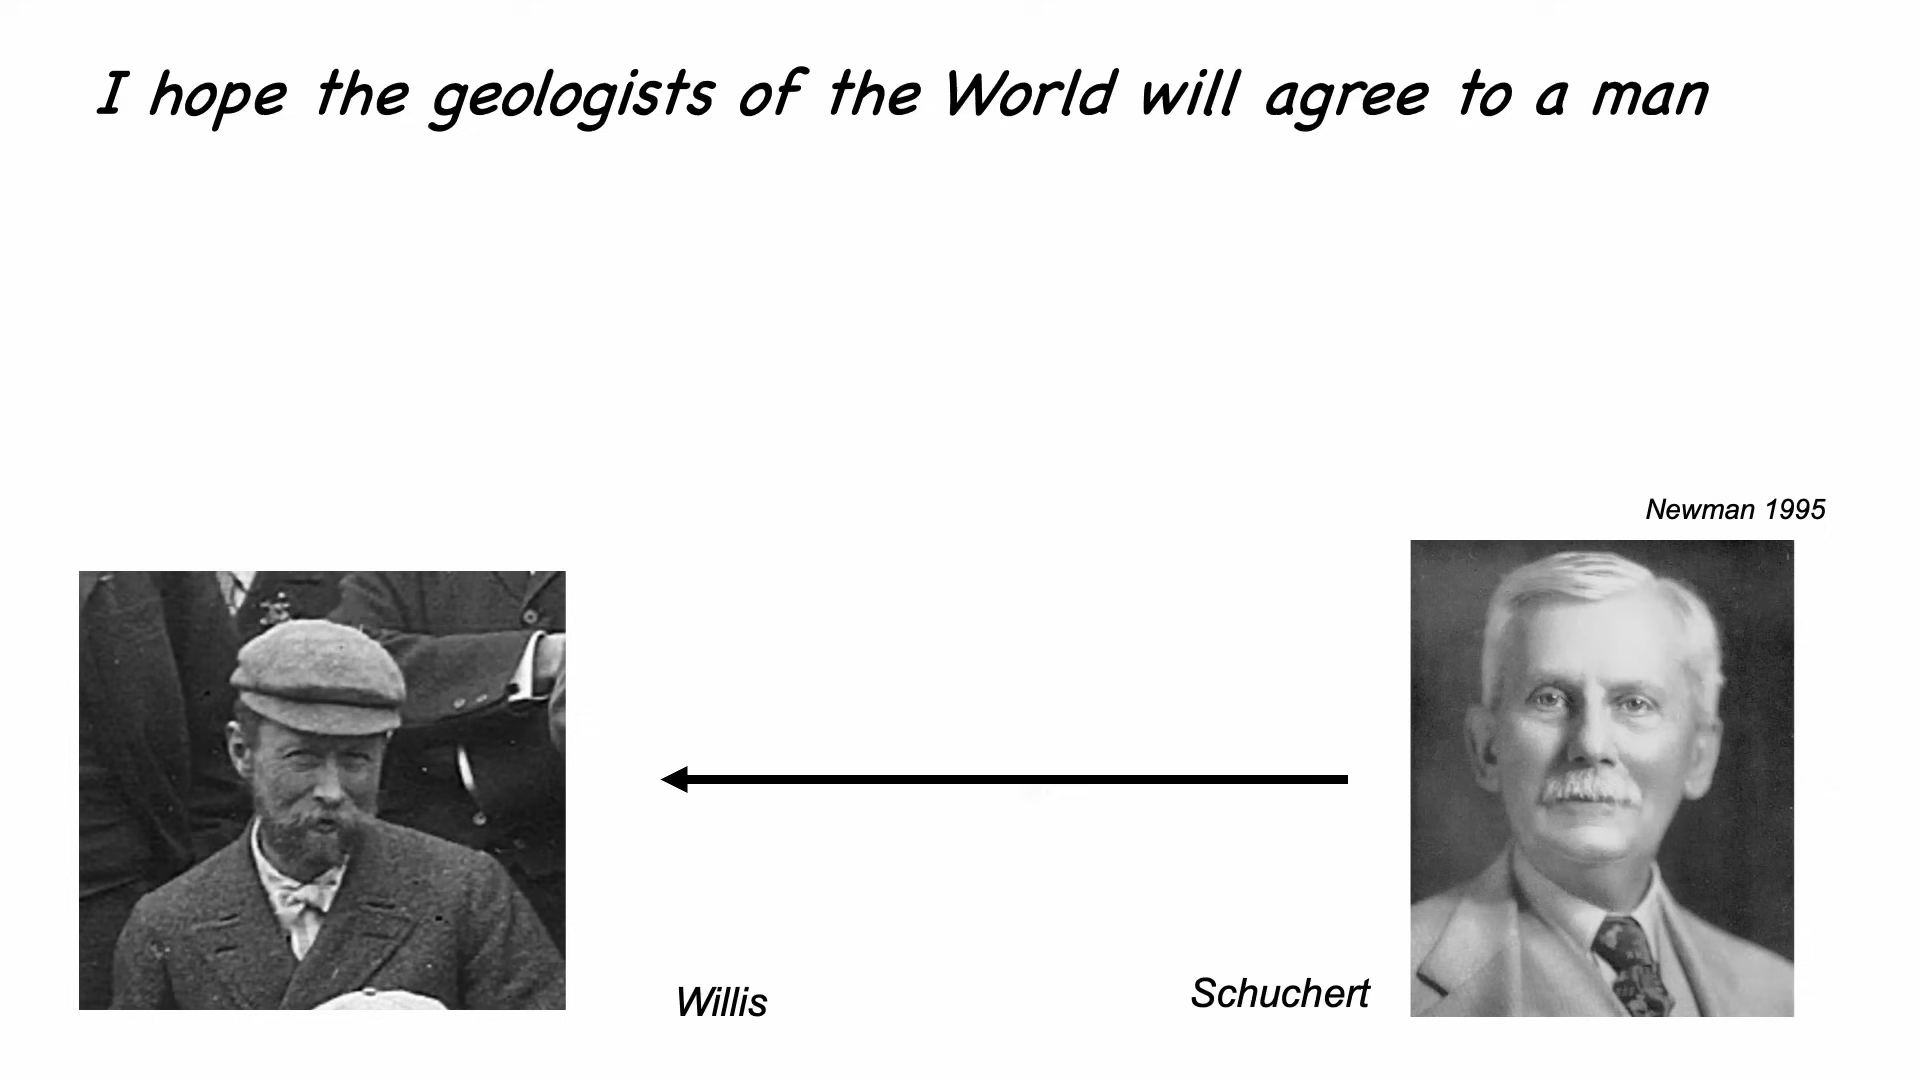 I hope the geologists of the World will agree to a man
Newman 1995
Willis
Schuchert